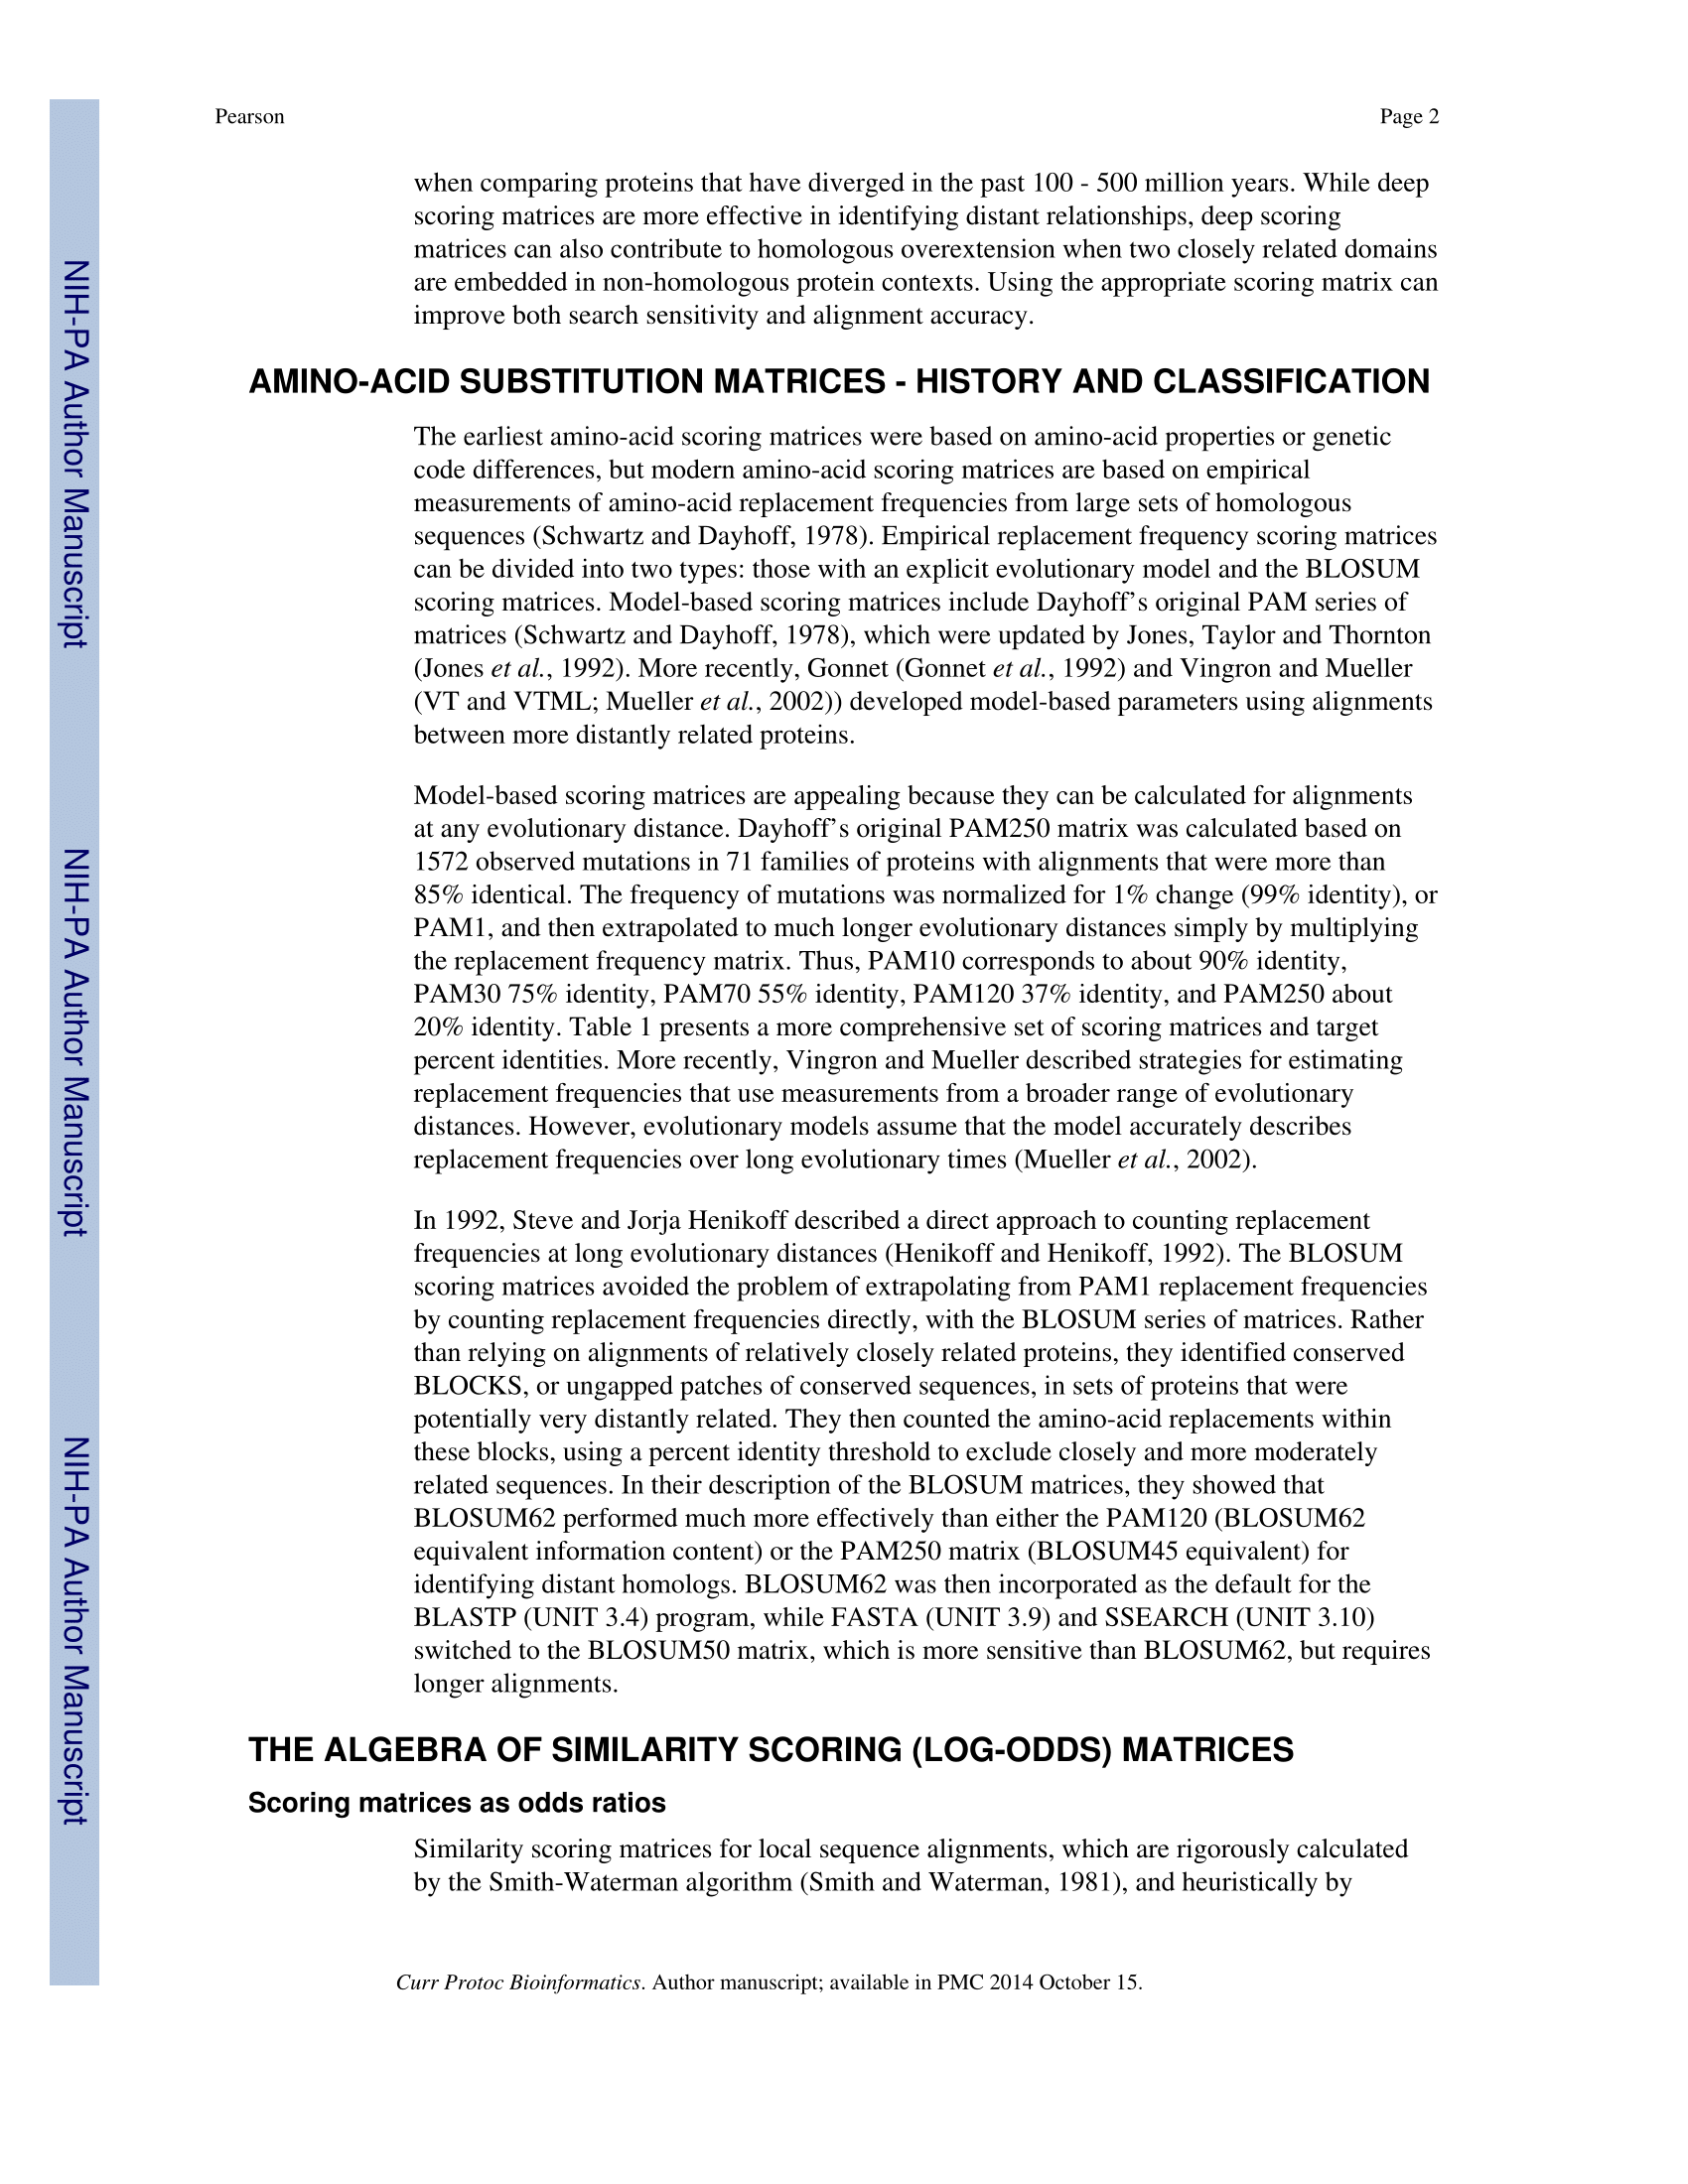 Pearson
Page 2
when comparing proteins that have diverged in the past 100 - 500 million years. While deep
scoring matrices are more effective in identifying distant relationships, deep scoring
matrices can also contribute to homologous overextension when two closely related domains
are embedded in non-homologous protein contexts. Using the appropriate scoring matrix can
improve both search sensitivity and alignment accuracy.
AMINO-ACID SUBSTITUTION MATRICES - HISTORY AND CLASSIFICATION
The earliest amino-acid scoring matrices were based on amino-acid properties or genetic
code differences, but modern amino-acid scoring matrices are based on empirical
measurements of amino-acid replacement frequencies from large sets of homologous
sequences (Schwartz and Dayhoff, 1978). Empirical replacement frequency scoring matrices
can be divided into two types: those with an explicit evolutionary model and the BLOSUM
scoring matrices. Model-based scoring matrices include Dayhoff’s original PAM series of
matrices (Schwartz and Dayhoff, 1978), which were updated by Jones, Taylor and Thornton
(Jones et al., 1992). More recently, Gonnet (Gonnet et al., 1992) and Vingron and Mueller
(VT and VTML; Mueller et al., 2002)) developed model-based parameters using alignments
between more distantly related proteins.
Model-based scoring matrices are appealing because they can be calculated for alignments
at any evolutionary distance. Dayhoff’s original PAM250 matrix was calculated based on
1572 observed mutations in 71 families of proteins with alignments that were more than
85% identical. The frequency of mutations was normalized for 1% change (99% identity), or
PAM1, and then extrapolated to much longer evolutionary distances simply by multiplying
the replacement frequency matrix. Thus, PAM10 corresponds to about 90% identity,
PAM30 75% identity, PAM70 55% identity, PAM120 37% identity, and PAM250 about
20% identity. Table 1 presents a more comprehensive set of scoring matrices and target
percent identities. More recently, Vingron and Mueller described strategies for estimating
replacement frequencies that use measurements from a broader range of evolutionary
distances. However, evolutionary models assume that the model accurately describes
replacement frequencies over long evolutionary times (Mueller et al., 2002).
In 1992, Steve and Jorja Henikoff described a direct approach to counting replacement
frequencies at long evolutionary distances (Henikoff and Henikoff, 1992). The BLOSUM
scoring matrices avoided the problem of extrapolating from PAM1 replacement frequencies
by counting replacement frequencies directly, with the BLOSUM series of matrices. Rather
than relying on alignments of relatively closely related proteins, they identified conserved
BLOCKS, or ungapped patches of conserved sequences, in sets of proteins that were
potentially very distantly related. They then counted the amino-acid replacements within
these blocks, using a percent identity threshold to exclude closely and more moderately
related sequences. In their description of the BLOSUM matrices, they showed that
BLOSUM62 performed much more effectively than either the PAM120 (BLOSUM62
equivalent information content) or the PAM250 matrix (BLOSUM45 equivalent) for
identifying distant homologs. BLOSUM62 was then incorporated as the default for the
BLASTP (UNIT 3.4) program, while FASTA (UNIT 3.9) and SSEARCH (UNIT 3.10)
switched to the BLOSUM50 matrix, which is more sensitive than BLOSUM62, but requires
longer alignments.
THE ALGEBRA OF SIMILARITY SCORING (LOG-ODDS) MATRICES
Scoring matrices as odds ratios
Similarity scoring matrices for local sequence alignments, which are rigorously calculated
by the Smith-Waterman algorithm (Smith and Waterman, 1981), and heuristically by
Curr Protoc Bioinformatics. Author manuscript; available in PMC 2014 October 15.
NIH-PA Author Manuscript
NIH-PA Author Manuscript
NIH-PA Author Manuscript